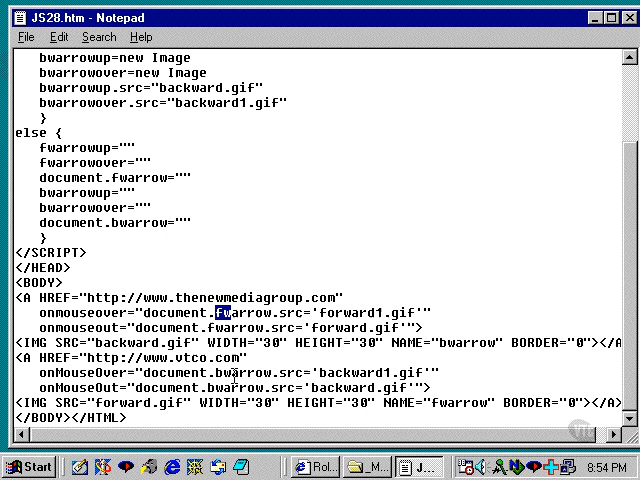 JS28.htm - Notepad
File Edit Search Help
bwarrowup=new Image
bwarrowover=new Image
bwarrowup.src="backward.gif"
bwarrowover.src="backward1.gif"
}
else {
fwarrowup=""
fwarrowover=""
document.fwarrow=""
bwarrowup=""
bwarrowover=""
document.bwarrow=""
}
</SCRIPT>
</HEAD>
<BODY>
<A HREF="http://www.thenewmediagroup.com"
onmouseover="document.fwarrow.src='forward1.gif'"
onmouseout="document.fwarrow.src='forward.gif'">
<IMG SRC="backward.gif" WIDTH="30" HEIGHT="30" NAME="bwarrow" BORDER="0"></A
<A HREF="http://www.vtco.com"
onMouseOver="document.bwarrow.src='backward1.gif'"
onMouseOut="document.bwarrow.src='backward.gif'">
<IMG SRC="forward.gif" WIDTH="30" HEIGHT="30" NAME="fwarrow" BORDER="0"></A>
</BODY></HTML>
VTC
Start Rol... _M... J... 8:54 PM